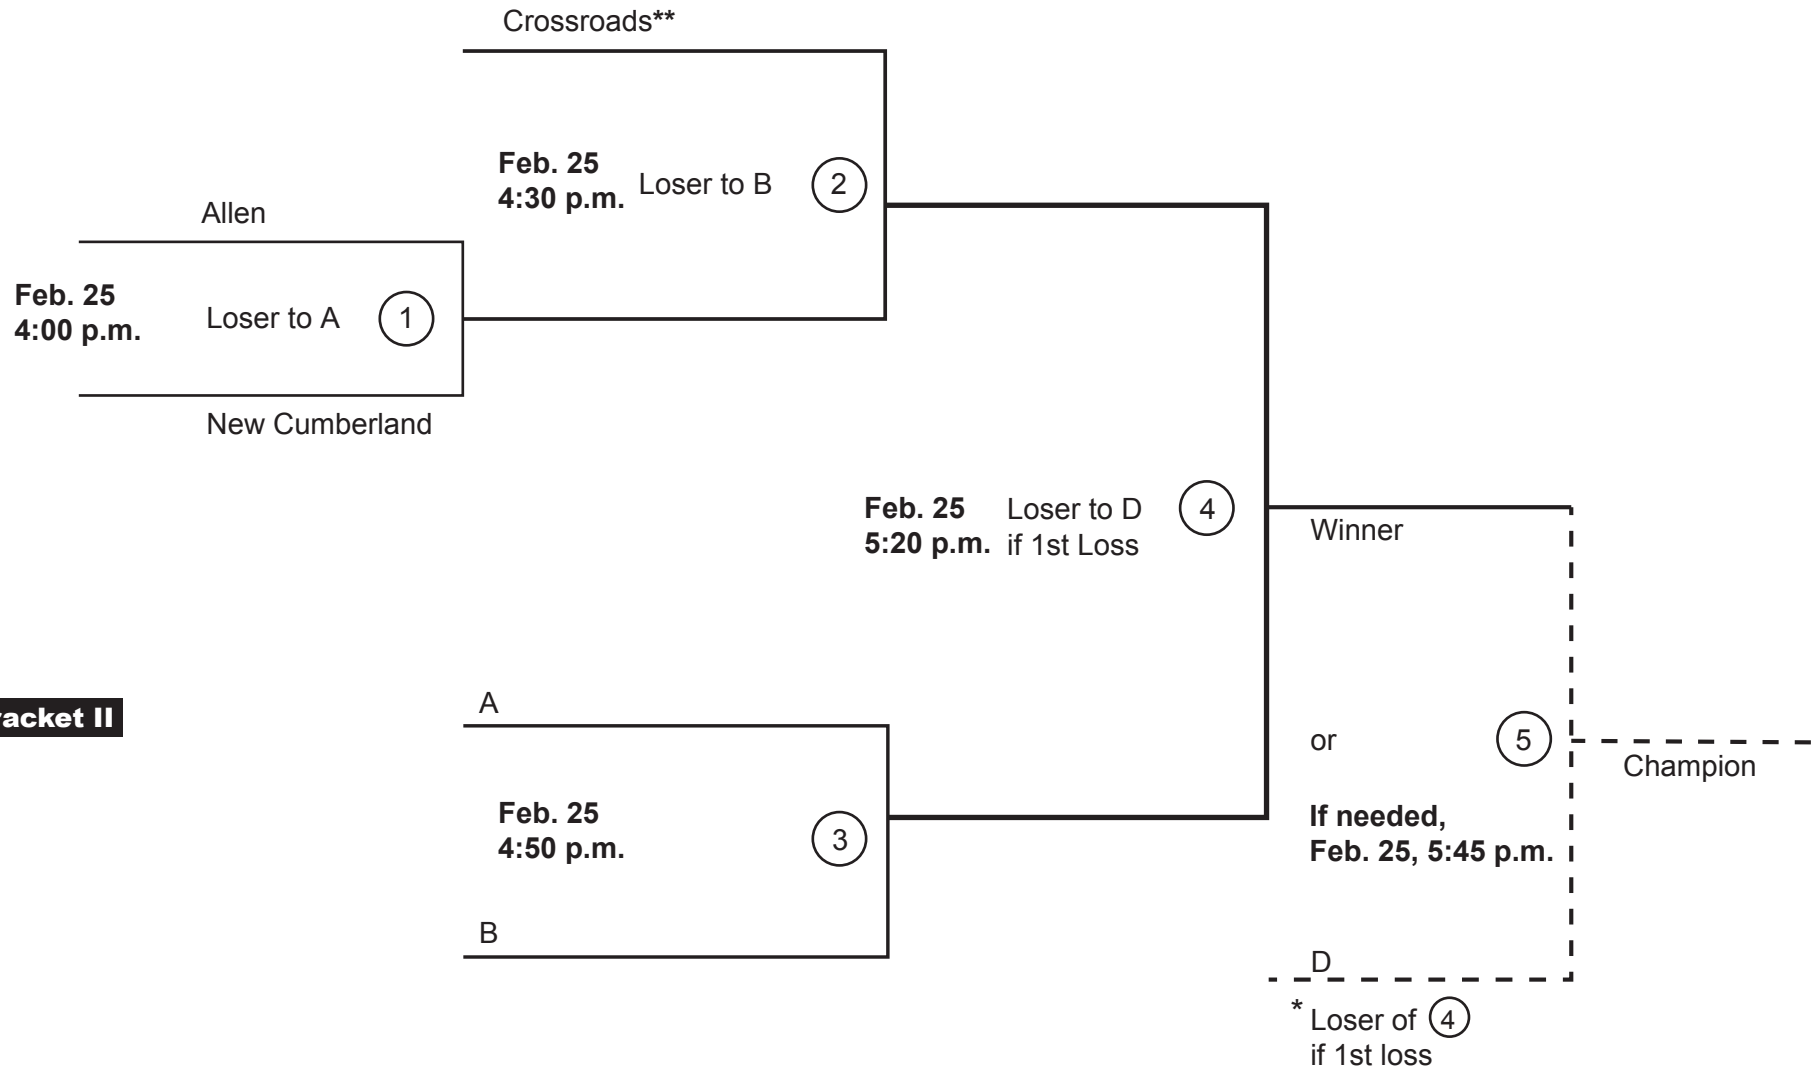 Crossroads**
Feb. 25
4:30 p.m.
Loser to B
2
Allen
Feb. 25
4:00 p.m.
Loser to A
1
New Cumberland
Feb. 25
5:20 p.m.
Loser to D
if 1st Loss
4
Winner
racket II
A
Feb. 25
4:50 p.m.
3
B
or
5
Champion
If needed,
Feb. 25, 5:45 p.m.
D
* Loser of 4
if 1st loss